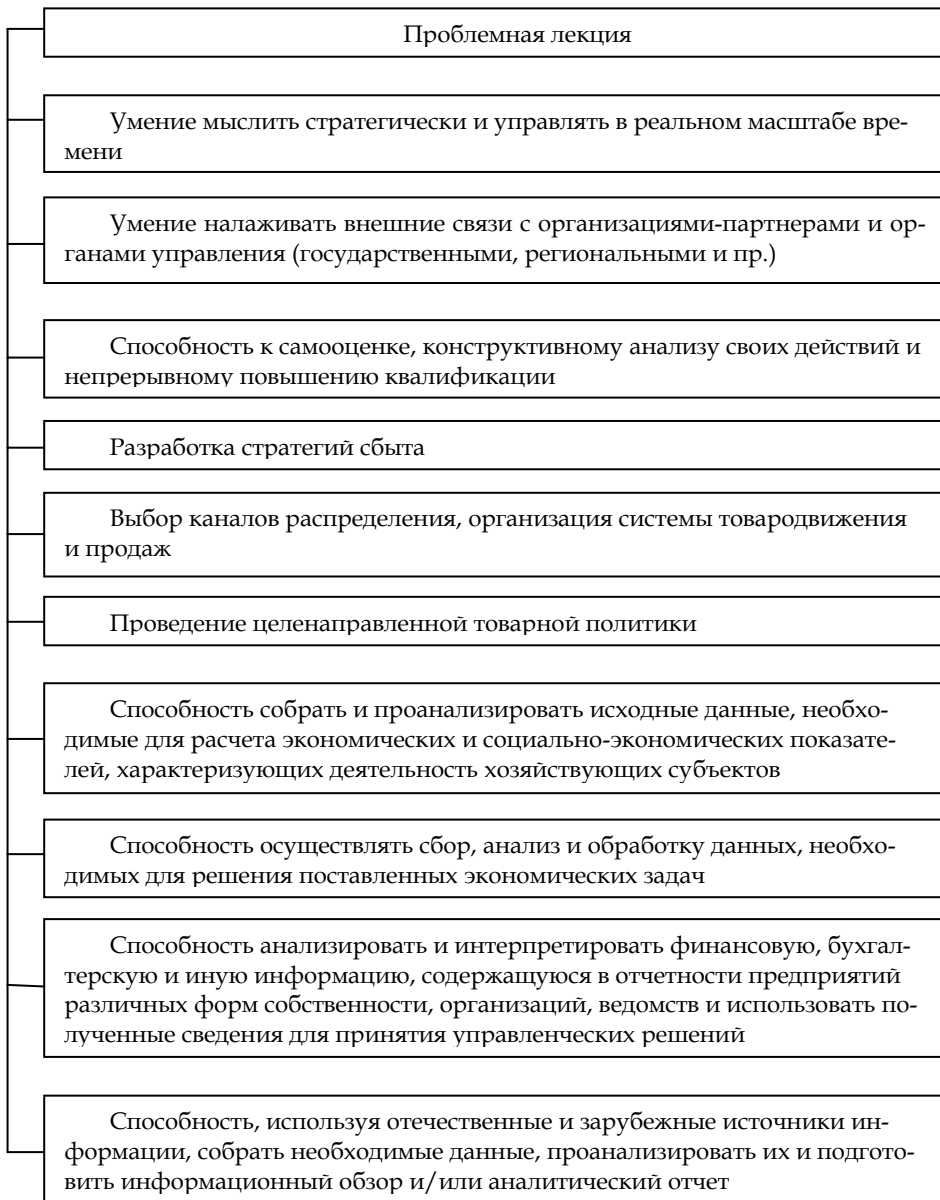 Проблемная лекция
Умение мыслить стратегически и управлять в реальном масштабе вре-
мени
Умение налаживать внешние связи с организациями-партнерами и ор-
ганами управления (государственными, региональными и пр.)
Способность к самооценке, конструктивному анализу своих действий и
непрерывному повышению квалификации
Разработка стратегий сбыта
Выбор каналов распределения, организация системы товародвижения
и продаж
Проведение целенаправленной товарной политики
Способность собрать и проанализировать исходные данные, необхо-
димые для расчета экономических и социально-экономических показате-
лей, характеризующих деятельность хозяйствующих субъектов
Способность осуществлять сбор, анализ и обработку данных, необхо-
димых для решения поставленных экономических задач
Способность анализировать и интерпретировать финансовую, бухгал-
терскую и иную информацию, содержащуюся в отчетности предприятий
различных форм собственности, организаций, ведомств и использовать по-
лученные сведения для принятия управленческих решений
Способность, используя отечественные и зарубежные источники ин-
формации, собрать необходимые данные, проанализировать их и подгото-
вить информационный обзор и/или аналитический отчет